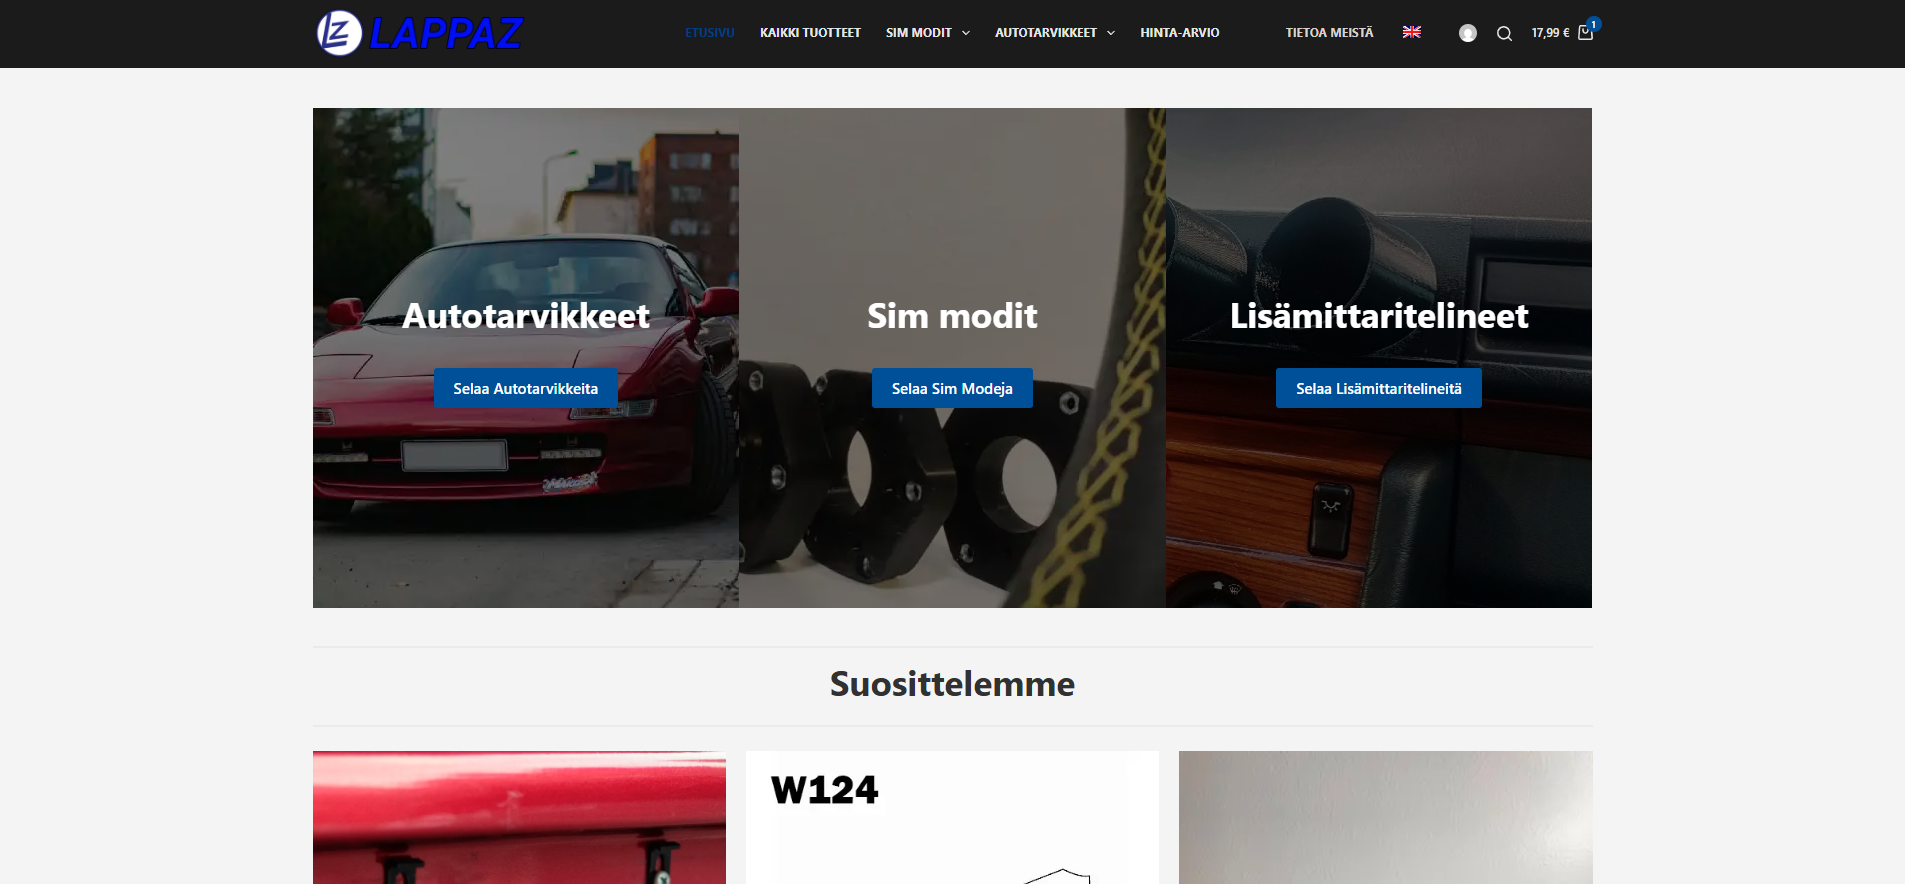 LZ LAPPAZ
ETUSIVU KAIKKI TUOTTEET SIM MODIT AUTOTARVIKKEET HINTA-ARVIO TIETOA MEISTÄ 17,99 € 1
Autotarvikkeet
Selaa Autotarvikkeita
Sim modit
Selaa Sim Modeja
Lisämittaritelineet
Selaa Lisämittaritelineitä
Suosittelemme
W124